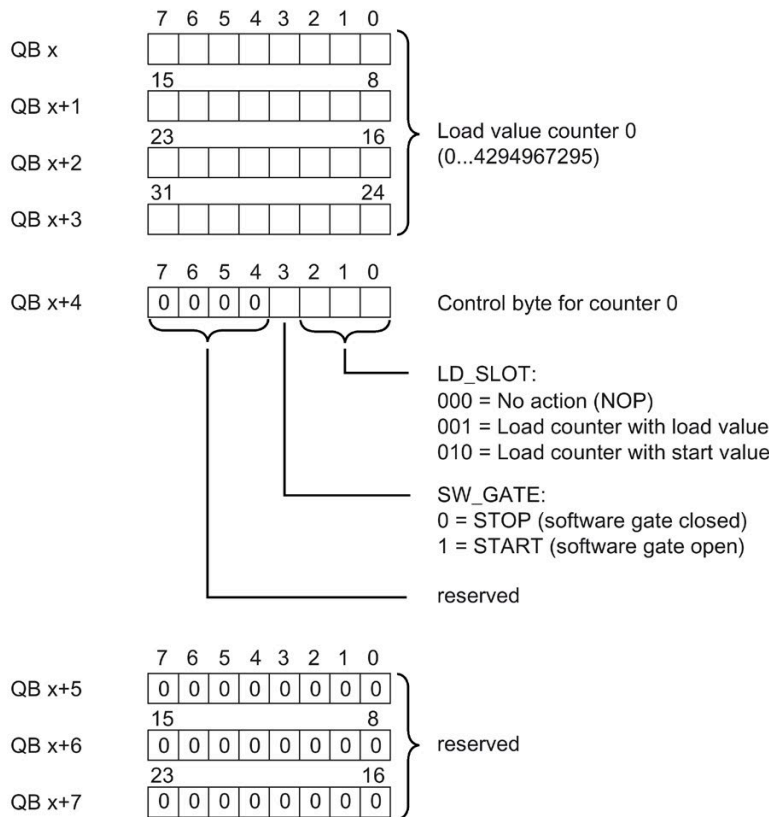 7 6 5 4 3 2 1 0
QB x
15 8
QB x+1
23 16
QB x+2
31 24
QB x+3
Load value counter 0
(0...4294967295)
7 6 5 4 3 2 1 0
QB x+4 0 0 0 0 Control byte for counter 0
LD_SLOT:
000 = No action (NOP)
001 = Load counter with load value
010 = Load counter with start value
SW_GATE:
0 = STOP (software gate closed)
1 = START (software gate open)
reserved
7 6 5 4 3 2 1 0
QB x+5 0 0 0 0 0 0 0 0
15 8
QB x+6 0 0 0 0 0 0 0 0 reserved
23 16
QB x+7 0 0 0 0 0 0 0 0